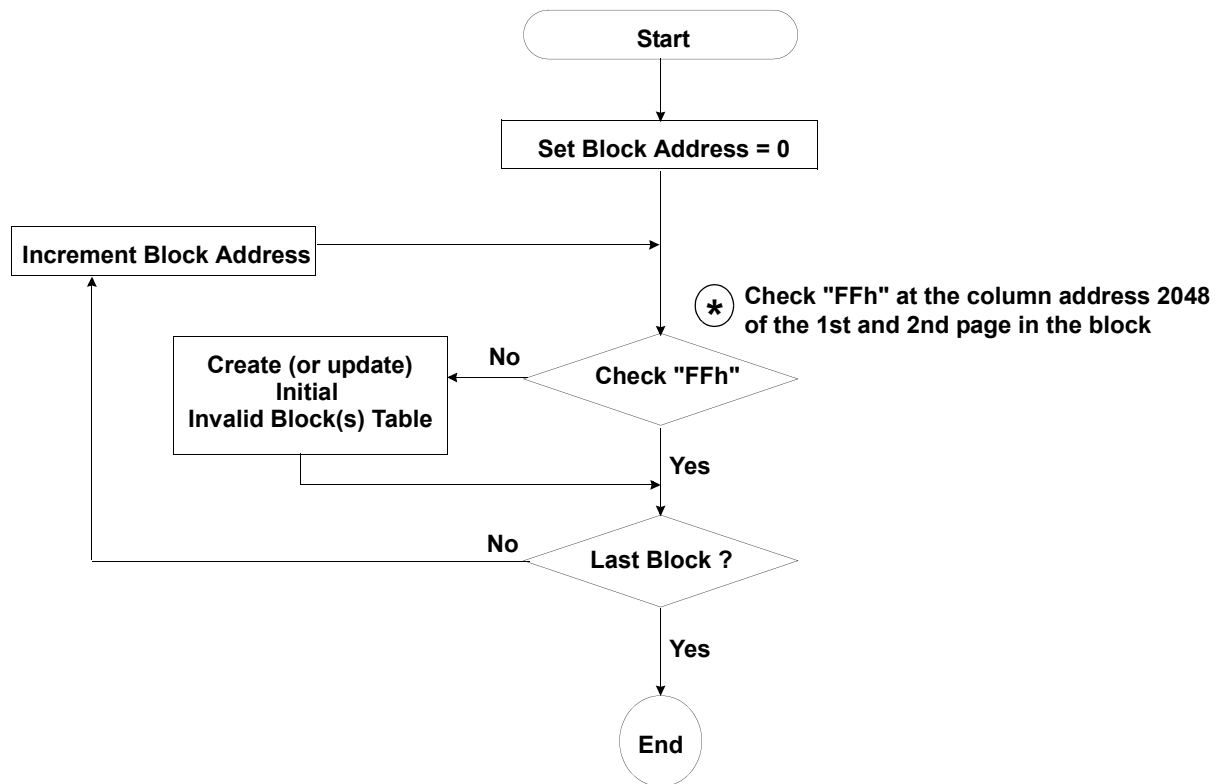 Start
Set Block Address = 0
Increment Block Address
* Check "FFh" at the column address 2048
of the 1st and 2nd page in the block
No
Create (or update)
Initial
Invalid Block(s) Table
Check "FFh"
Yes
No
Last Block ?
Yes
End